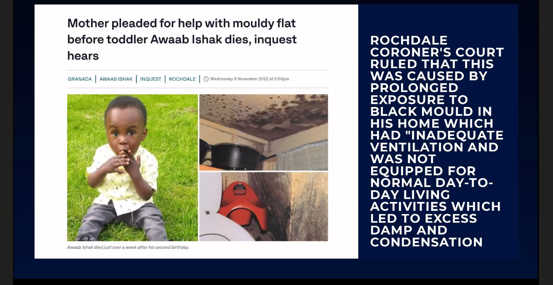 Mother pleaded for help with mouldy flat
before toddler Awaab Ishak dies, inquest
hears
GRANADA | AWAAB ISHAK | INQUEST | ROCHDALE | Wednesday 9 November 2022 at 5:00pm
Awaab Ishak died just over a week after his second birthday.
ROCHDALE
CORONER'S COURT
RULED THAT THIS
WAS CAUSED BY
PROLONGED
EXPOSURE TO
BLACK MOULD IN
HIS HOME WHICH
HAD "INADEQUATE
VENTILATION AND
WAS NOT
EQUIPPED FOR
NORMAL DAY-TO-
DAY LIVING
ACTIVITIES WHICH
LED TO EXCESS
DAMP AND
CONDENSATION